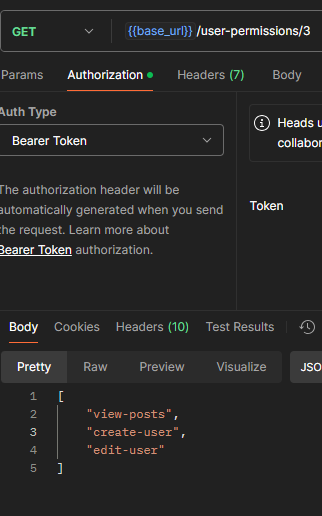 GET {{base_url}}/user-permissions/3
Params Authorization Headers (7) Body
Auth Type
Bearer Token
Heads u
collabor
The authorization header will be
automatically generated when you send
the request. Learn more about
Bearer Token authorization.
Token
Body Cookies Headers (10) Test Results
Pretty Raw Preview Visualize JSO
1 [
2 "view-posts",
3 "create-user",
4 "edit-user"
5 ]